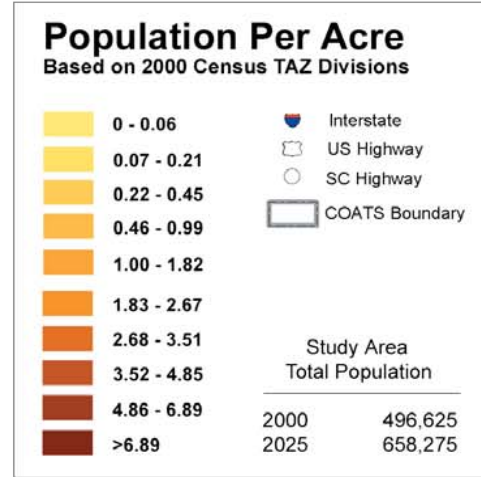 Population Per Acre
Based on 2000 Census TAZ Divisions
0 - 0.06
0.07 - 0.21
0.22 - 0.45
0.46 - 0.99
1.00 - 1.82
1.83 - 2.67
2.68 - 3.51
3.52 - 4.85
4.86 - 6.89
>6.89
Interstate
US Highway
SC Highway
COATS Boundary
Study Area
Total Population
2000 496,625
2025 658,275